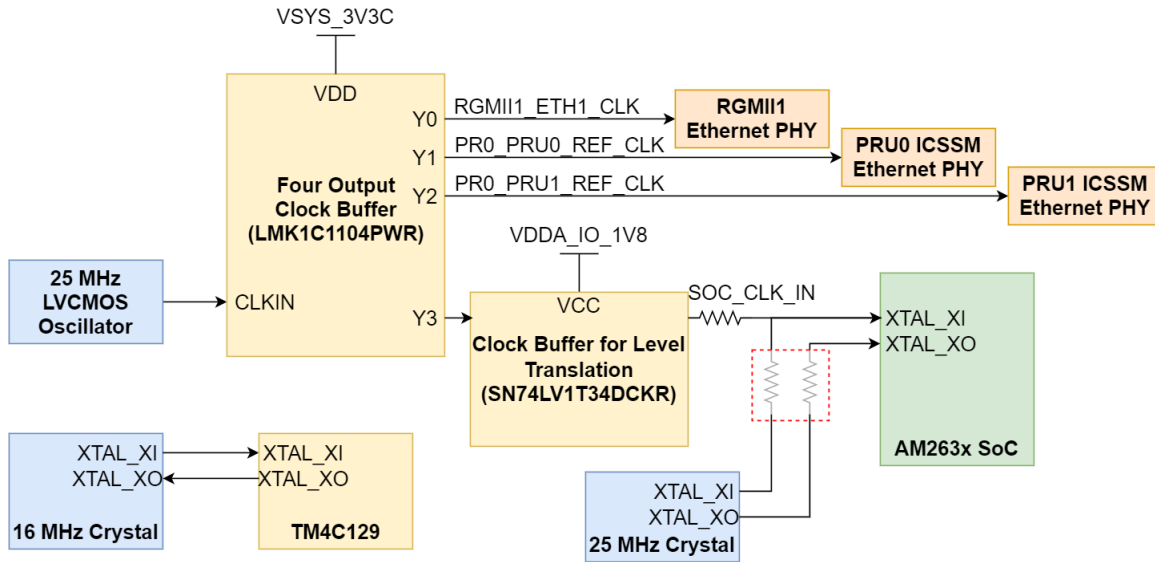 VSYS_3V3C
VDD
Y0
RGMII1_ETH1_CLK
RGMII1
Ethernet PHY
Y1
PR0_PRU0_REF_CLK
PRU0 ICSSM
Ethernet PHY
Y2
PR0_PRU1_REF_CLK
PRU1 ICSSM
Ethernet PHY
Four Output
Clock Buffer
(LMK1C1104PWR)
25 MHz
LVCMOS
Oscillator
CLKIN
Y3
VDDA_IO_1V8
VCC
Clock Buffer for Level
Translation
(SN74LV1T34DCKR)
SOC_CLK_IN
XTAL_XI
XTAL_XO
AM263x SoC
XTAL_XI
XTAL_XO
16 MHz Crystal
XTAL_XI
XTAL_XO
TM4C129
XTAL_XI
XTAL_XO
25 MHz Crystal